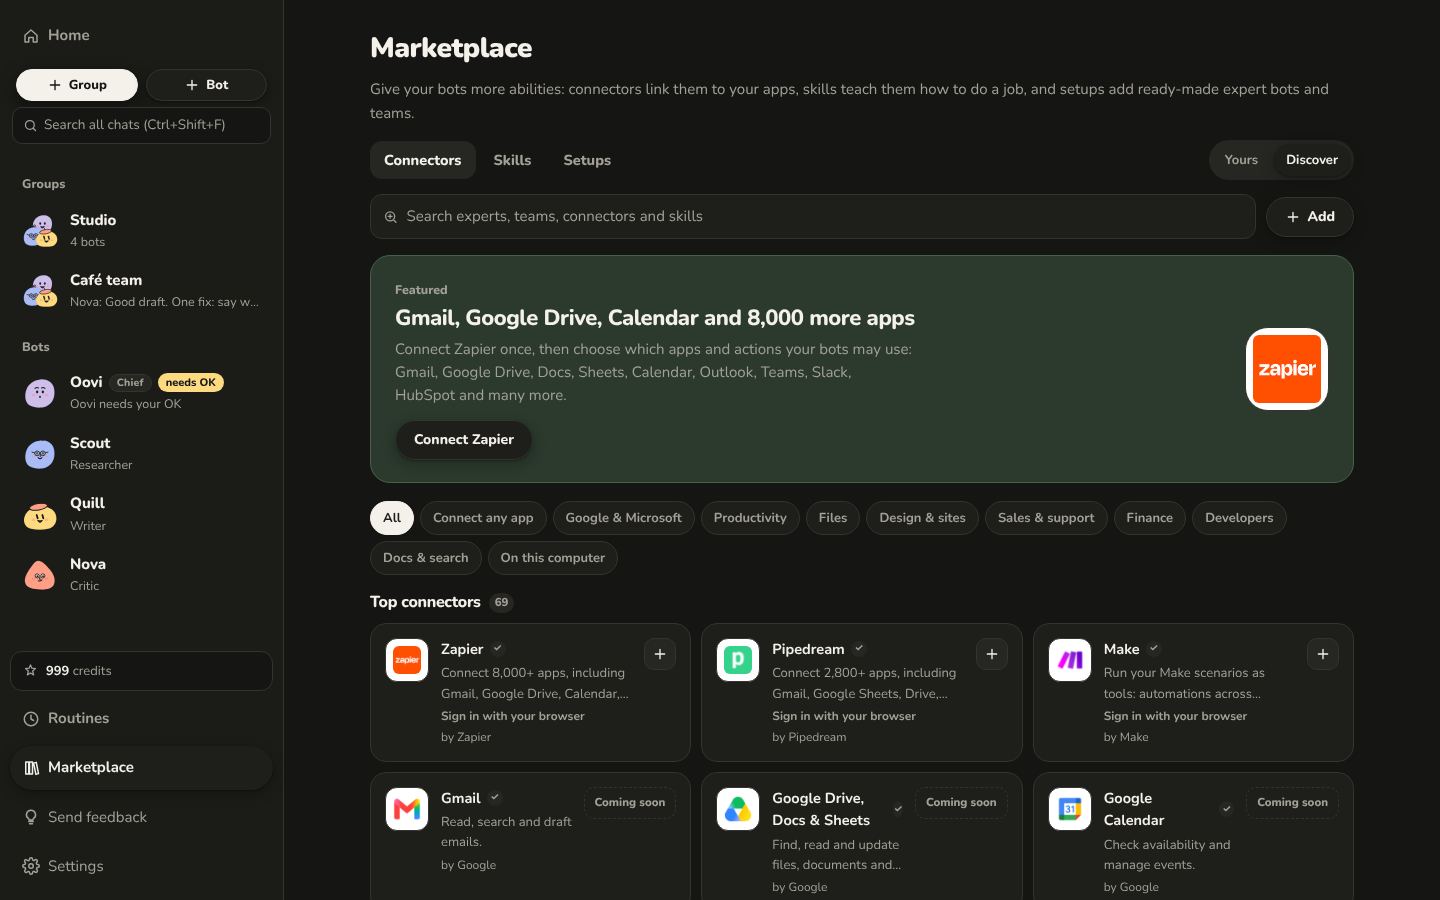 Home
+ Group
+ Bot
Search all chats (Ctrl+Shift+F)
Groups
Studio
4 bots
Café team
Nova: Good draft. One fix: say w...
Bots
Oovi Chief needs OK
Oovi needs your OK
Scout
Researcher
Quill
Writer
Nova
Critic
999 credits
Routines
Marketplace
Send feedback
Settings
Marketplace
Give your bots more abilities: connectors link them to your apps, skills teach them how to do a job, and setups add ready-made expert bots and
teams.
Connectors Skills Setups
Yours Discover
Search experts, teams, connectors and skills
+ Add
Featured
Gmail, Google Drive, Calendar and 8,000 more apps
Connect Zapier once, then choose which apps and actions your bots may use:
Gmail, Google Drive, Docs, Sheets, Calendar, Outlook, Teams, Slack,
HubSpot and many more.
Connect Zapier
zapier
All Connect any app Google & Microsoft Productivity Files Design & sites Sales & support Finance Developers
Docs & search On this computer
Top connectors 69
zapier
Zapier
Connect 8,000+ apps, including
Gmail, Google Drive, Calendar,...
Sign in with your browser
by Zapier
Pipedream
Connect 2,800+ apps, including
Gmail, Google Sheets, Drive,...
Sign in with your browser
by Pipedream
Make
Run your Make scenarios as
tools: automations across...
Sign in with your browser
by Make
Gmail
Coming soon
Read, search and draft
emails.
by Google
Google Drive,
Docs & Sheets
Coming soon
Find, read and update
files, documents and...
by Google
31
Google
Calendar
Coming soon
Check availability and
manage events.
by Google